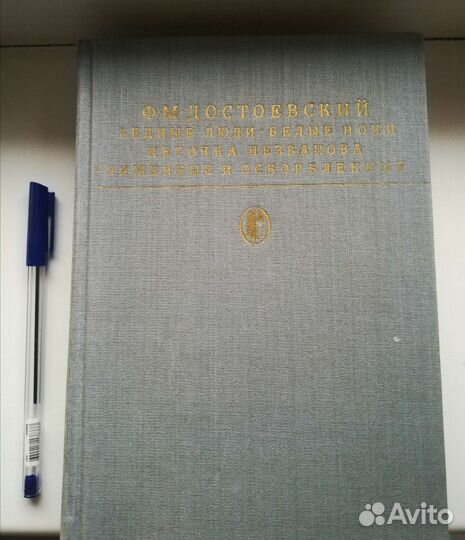 Ф·М·ДОСТОЕВСКИЙ
БЕДНЫЕ ЛЮДИ·БЕЛЫЕ НОЧИ
НЕТОЧКА НЕЗВАНОВА
УНИЖЕННЫЕ И ОСКОРБЛЕННЫЕ
Avito